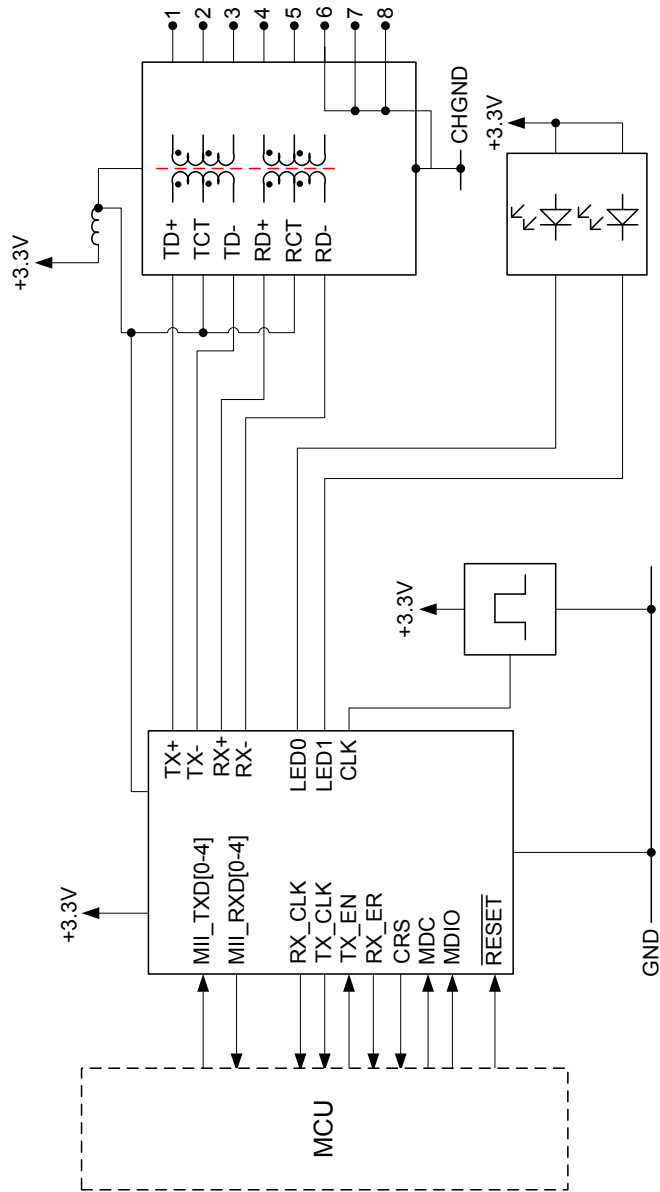 MCU
+3.3V
MII_TXD[0-4]
MII_RXD[0-4]
RX_CLK
TX_CLK
TX_EN
RX_ER
CRS
MDC
MDIO
RESET
TX+
TX-
RX+
RX-
LED0
LED1
CLK
GND
+3.3V
+3.3V
TD+
TCT
TD-
RD+
RCT
RD-
1
2
3
4
5
6
7
8
CHGND
+3.3V